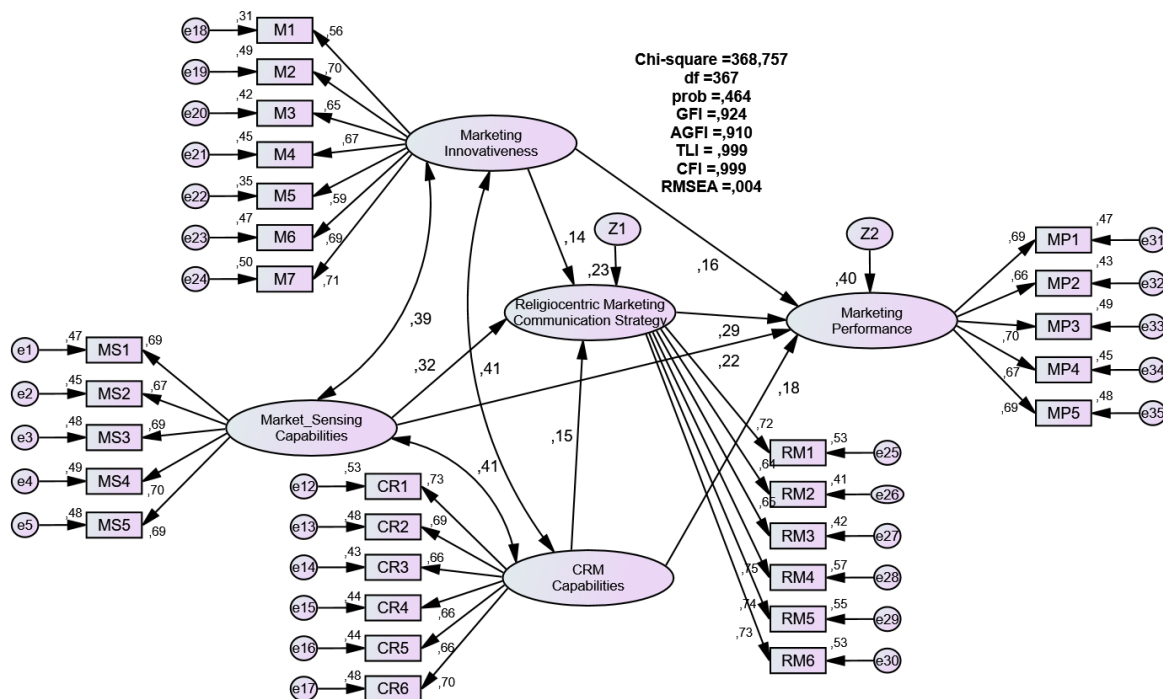 Chi-square =368,757
df =367
prob =,464
GFI =,924
AGFI =,910
TLI = ,999
CFI =,999
RMSEA =,004
Marketing
Innovativeness
e18 ,31 M1 ,56
e19 ,49 M2 ,70
e20 ,42 M3 ,65
e21 ,45 M4 ,67
e22 ,35 M5 ,59
e23 ,47 M6 ,69
e24 ,50 M7 ,71
,14
,16
,39
,41
Z1
,23
Religiocentric Marketing
Communication Strategy
Z2
,40
Marketing
Performance
,69 MP1 ,47 e31
,66 MP2 ,43 e32
,70 MP3 ,49 e33
,67 MP4 ,45 e34
,69 MP5 ,48 e35
,32
,29
,22
,18
,15
,41
Market_Sensing
Capabilities
e1 ,47 MS1 ,69
e2 ,45 MS2 ,67
e3 ,48 MS3 ,69
e4 ,49 MS4 ,70
e5 ,48 MS5 ,69
CRM
Capabilities
e12 ,53 CR1 ,73
e13 ,48 CR2 ,69
e14 ,43 CR3 ,66
e15 ,44 CR4 ,66
e16 ,44 CR5 ,66
e17 ,48 CR6 ,70
,72 RM1 ,53 e25
,64 RM2 ,41 e26
,65 RM3 ,42 e27
,75 RM4 ,57 e28
,74 RM5 ,55 e29
,73 RM6 ,53 e30